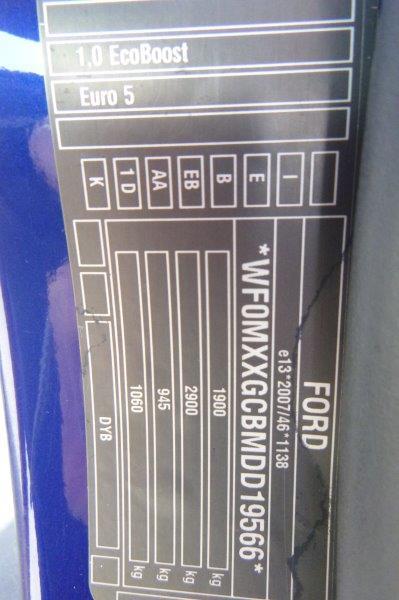 1,0 EcoBoost
Euro 5
K 1 D AA EB B E I
FORD
e13*2007/46*1138
*WF0MXXGCBMDD19566*
1900 kg
2900 kg
945 kg
1060 kg
DYB